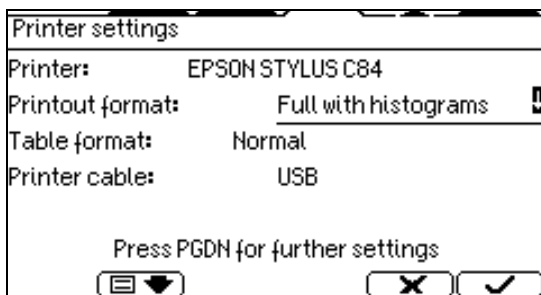 Printer settings
Printer: EPSON STYLUS C84
Printout format: Full with histograms
Table format: Normal
Printer cable: USB
Press PGDN for further settings